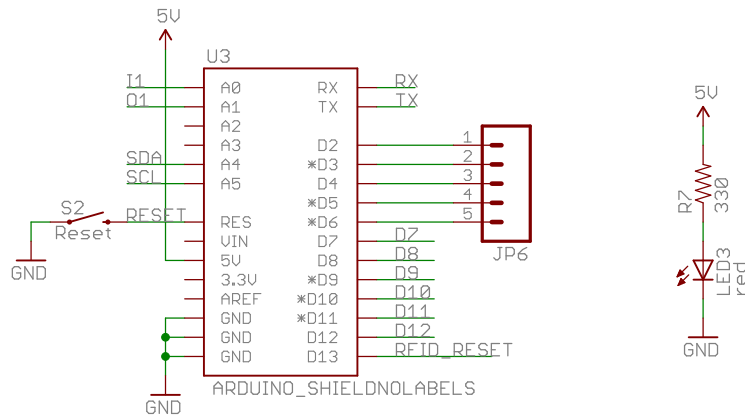 5V
U3
I1 A0 RX RX
O1 A1 TX TX
A2
A3 D2 1
SDA A4 *D3 2
SCL A5 D4 3
*D5 4
S2 RESET RES *D6 5
Reset VIN D7 D7
5V D8 D8
GND 3.3V *D9 D9
AREF *D10 D10
GND *D11 D11
GND D12 D12
GND D13 RFID_RESET
JP6
ARDUINO_SHIELDNOLABELS
GND
5V
R7
330
LED3
red
GND